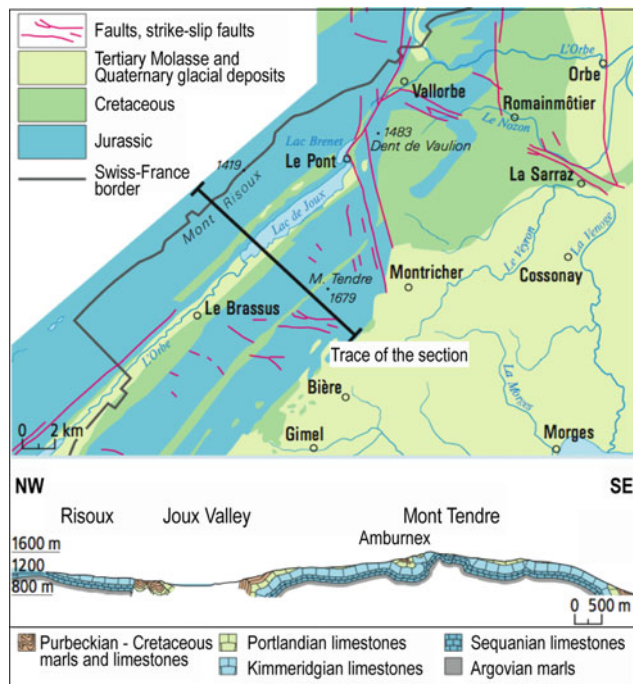 Faults, strike-slip faults
Tertiary Molasse and
Quaternary glacial deposits
Cretaceous
Jurassic
Swiss-France
border
L'Orbe
Orbe
Vallorbe
Romainmôtier
Le Nozon
Lac Brenet
1483
Dent de Vaulion
Le Pont
1419
Mont Risoux
La Sarraz
Lac de Joux
Le Veyron
La Venoge
M. Tendre
1679
Montricher
Cossonay
Le Brassus
Trace of the section
L'Orbe
Bière
La Morges
0 2 km
Gimel
Morges
NW
SE
Risoux
Joux Valley
Mont Tendre
Amburnex
1600 m
1200
800 m
0 500 m
Purbeckian - Cretaceous
marls and limestones
Portlandian limestones
Kimmeridgian limestones
Sequanian limestones
Argovian marls